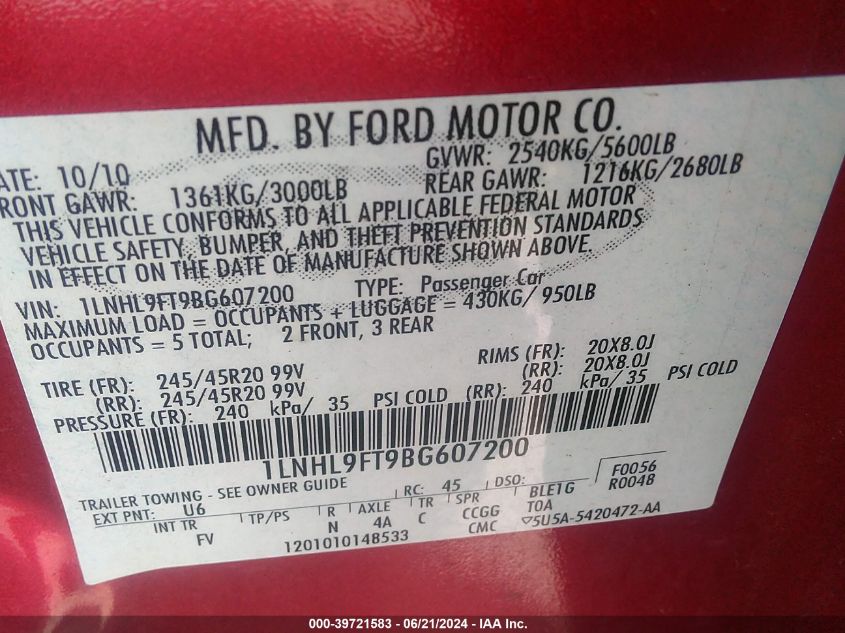 MFD. BY FORD MOTOR CO.
ATE: 10/10 GVWR: 2540KG/5600LB
RONT GAWR: 1361KG/3000LB REAR GAWR: 1216KG/2680LB
THIS VEHICLE CONFORMS TO ALL APPLICABLE FEDERAL MOTOR
VEHICLE SAFETY, BUMPER, AND THEFT PREVENTION STANDARDS
IN EFFECT ON THE DATE OF MANUFACTURE SHOWN ABOVE.
VIN: 1LNHL9FT9BG607200 TYPE: Passenger Car
MAXIMUM LOAD = OCCUPANTS + LUGGAGE = 430KG/ 950LB
OCCUPANTS = 5 TOTAL; 2 FRONT, 3 REAR
TIRE (FR): 245/45R20 99V RIMS (FR): 20X8.0J
(RR): 245/45R20 99V (RR): 20X8.0J
PRESSURE (FR): 240 kPa/ 35 PSI COLD (RR): 240 kPa/ 35 PSI COLD
1LNHL9FT9BG607200
TRAILER TOWING - SEE OWNER GUIDE F0056
EXT PNT: U6 RC: 45 DSO: R0048
INT TR TP/PS R AXLE TR SPR BLE1G
FV N 4A C CCGG TOA
CMC ▽5U5A-5420472-AA
1201010148533
000-39721583 - 06/21/2024 - IAA Inc.